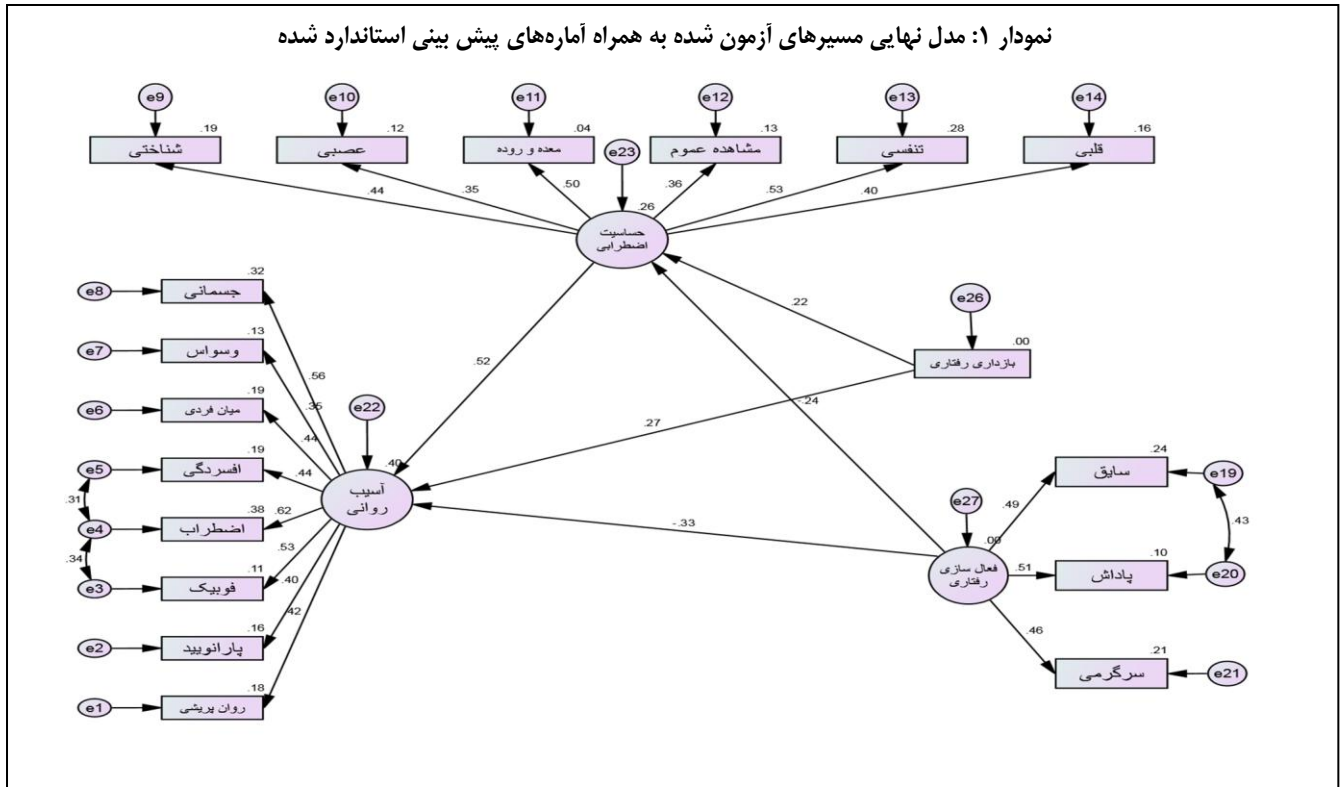 نمودار ۱: مدل نهایی مسیرهای آزمون شده به همراه آماره‌های پیش بینی استاندارد شده
e9
e10
e11
e12
e13
e14
.19
.12
.04
.13
.28
.16
شناختی
عصبی
معده و روده
e23
مشاهده عموم
تنفسی
قلبی
.44
.35
.50
.36
.53
.40
.26
حساسیت
اضطرابی
.32
e8
جسمانی
.22
e26
.13
e7
وسواس
.52
.00
بازداری رفتاری
.56
.35
.19
e6
میان فردی
e22
.27
-.24
.44
.19
e5
افسردگی
.44
.40
آسیب
روانی
.24
سایق
e19
.31
.38
e4
اضطراب
.62
e27
.49
.43
-.33
.34
.53
.00
فعال سازی
رفتاری
.11
e3
فوبیک
.40
.51
.10
پاداش
e20
.42
.16
e2
پارانویید
.46
.21
سرگرمی
e21
.18
e1
روان پریشی